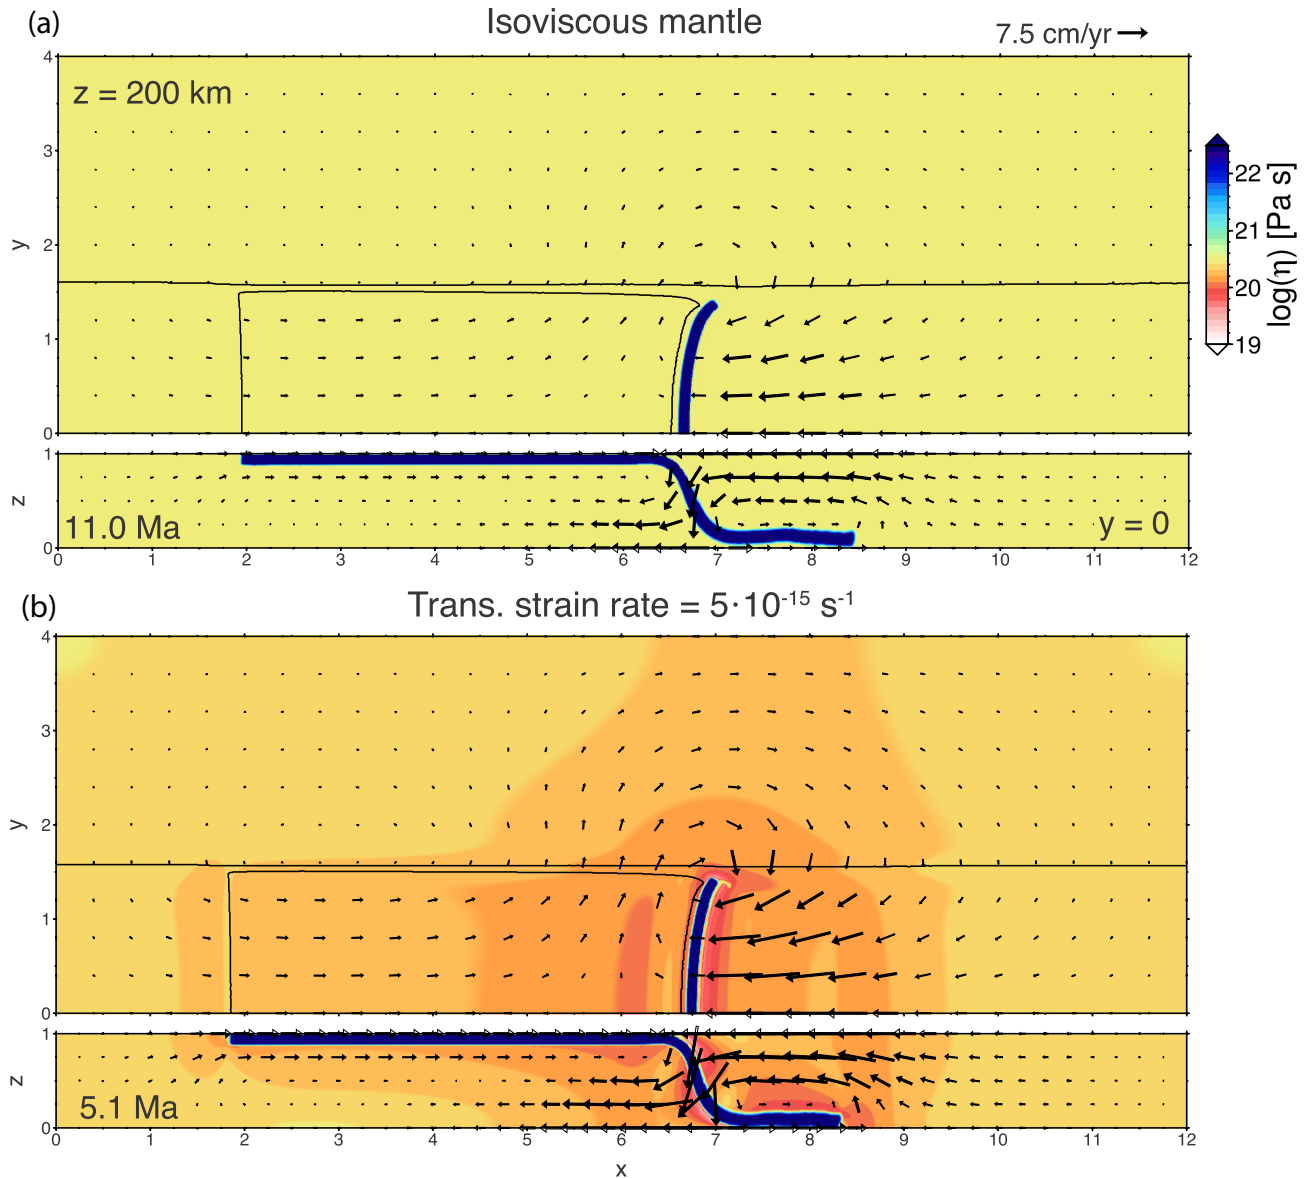 (a)
Isoviscous mantle
7.5 cm/yr
z = 200 km
4
3
2
1
0
y
22
21
20
19
log(η) [Pa s]
1
0
z
11.0 Ma
y = 0
0 1 2 3 4 5 6 7 8 9 10 11 12
(b)
Trans. strain rate = 5·10⁻¹⁵ s⁻¹
4
3
2
1
0
y
1
0
z
5.1 Ma
0 1 2 3 4 5 6 7 8 9 10 11 12
x